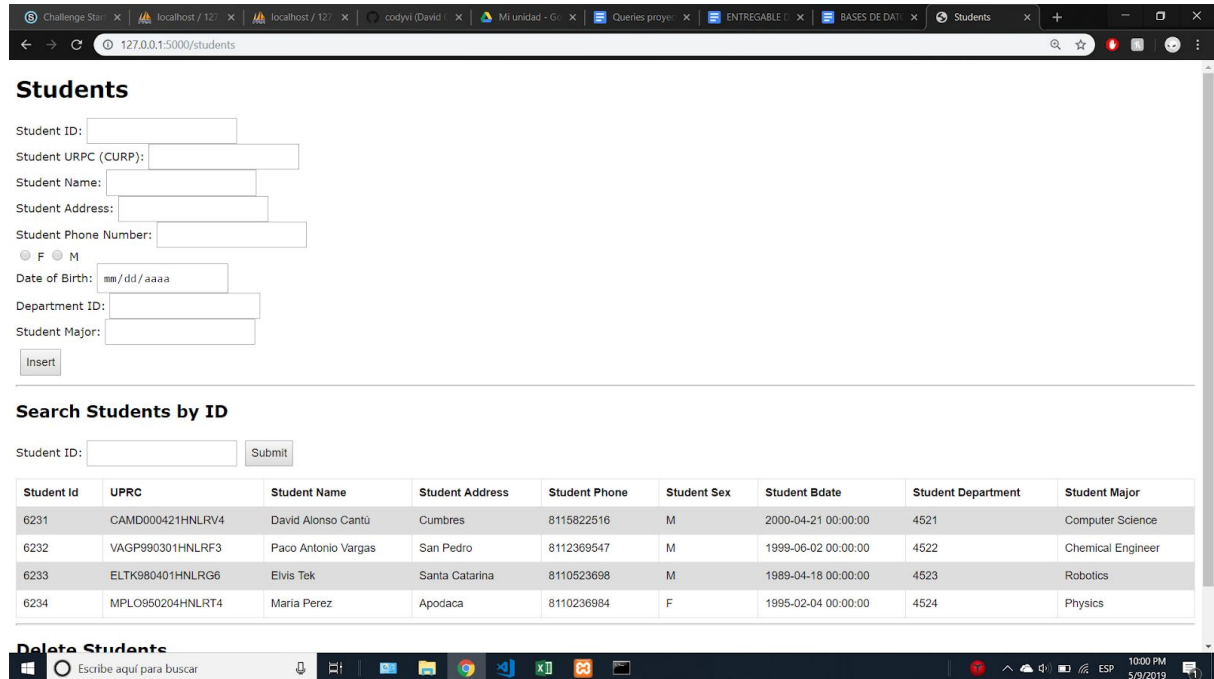 Challenge Star
localhost / 127
localhost / 127
codyvi (David
Mi unidad - Go
Queries proyec
ENTREGABLE D
BASES DE DAT
Students
127.0.0.1:5000/students
Students
Student ID:
Student URPC (CURP):
Student Name:
Student Address:
Student Phone Number:
F M
Date of Birth: mm/dd/aaaa
Department ID:
Student Major:
Insert
Search Students by ID
Student ID: Submit
Student Id UPRC Student Name Student Address Student Phone Student Sex Student Bdate Student Department Student Major
6231 CAMD000421HNLRV4 David Alonso Cantú Cumbres 8115822516 M 2000-04-21 00:00:00 4521 Computer Science
6232 VAGP990301HNLRF3 Paco Antonio Vargas San Pedro 8112369547 M 1999-06-02 00:00:00 4522 Chemical Engineer
6233 ELTK980401HNLRG6 Elvis Tek Santa Catarina 8110523698 M 1989-04-18 00:00:00 4523 Robotics
6234 MPLO950204HNLRT4 María Perez Apodaca 8110236984 F 1995-02-04 00:00:00 4524 Physics
Delete Students
Escribe aquí para buscar
ESP
10:00 PM
5/9/2019